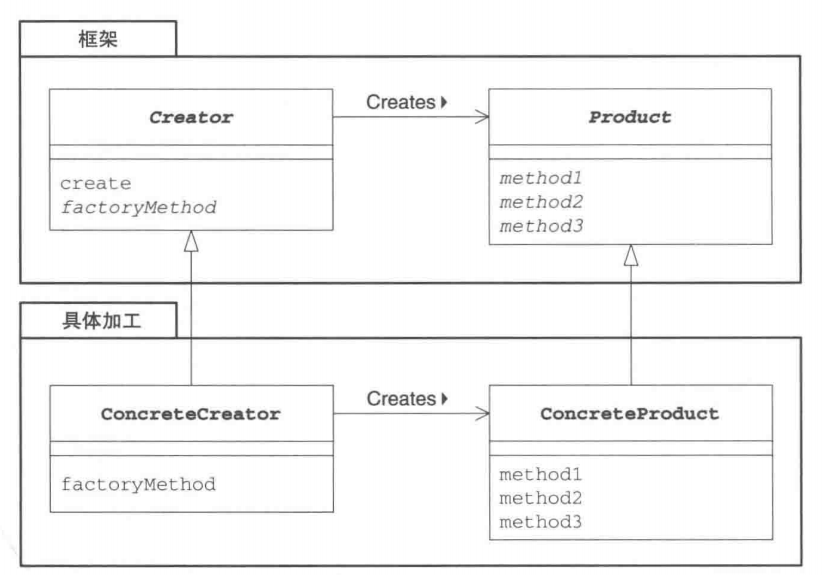 框架
Creator
Creates
Product
create
factoryMethod
method1
method2
method3
具体加工
ConcreteCreator
Creates
ConcreteProduct
factoryMethod
method1
method2
method3